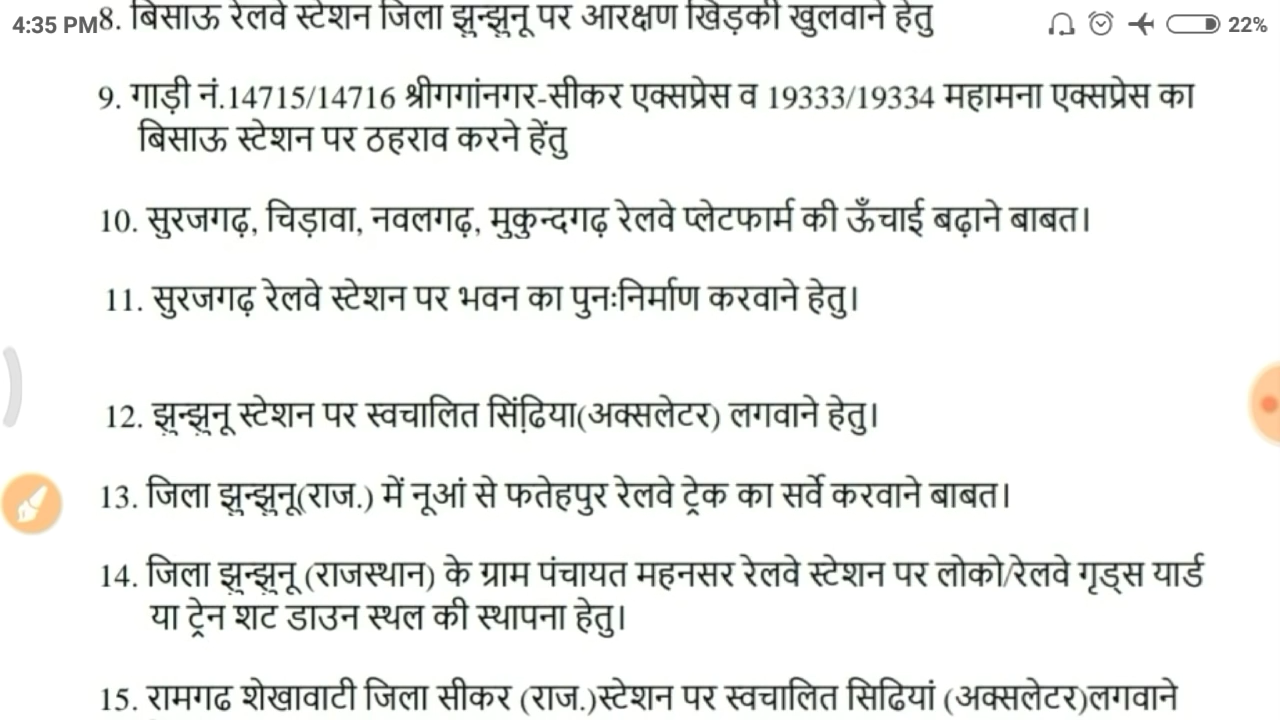 4:35 PM
22%
8. बिसाऊ रेलवे स्टेशन जिला झुन्झुनू पर आरक्षण खिड़की खुलवाने हेतु
9. गाड़ी नं.14715/14716 श्रीगगांनगर-सीकर एक्सप्रेस व 19333/19334 महामना एक्सप्रेस का
बिसाऊ स्टेशन पर ठहराव करने हेंतु
10. सुरजगढ़, चिड़ावा, नवलगढ़, मुकुन्दगढ़ रेलवे प्लेटफार्म की ऊँचाई बढ़ाने बाबत।
11. सुरजगढ़ रेलवे स्टेशन पर भवन का पुनःनिर्माण करवाने हेतु।
12. झुन्झुनू स्टेशन पर स्वचालित सिंढ़िया(अक्सलेटर) लगवाने हेतु।
13. जिला झुन्झुनू(राज.) में नूआं से फतेहपुर रेलवे ट्रेक का सर्वे करवाने बाबत।
14. जिला झुन्झुनू (राजस्थान) के ग्राम पंचायत महनसर रेलवे स्टेशन पर लोको/रेलवे गृड्स यार्ड
या ट्रेन शट डाउन स्थल की स्थापना हेतु।
15. रामगढ शेखावाटी जिला सीकर (राज.)स्टेशन पर स्वचालित सिढियां (अक्सलेटर)लगवाने